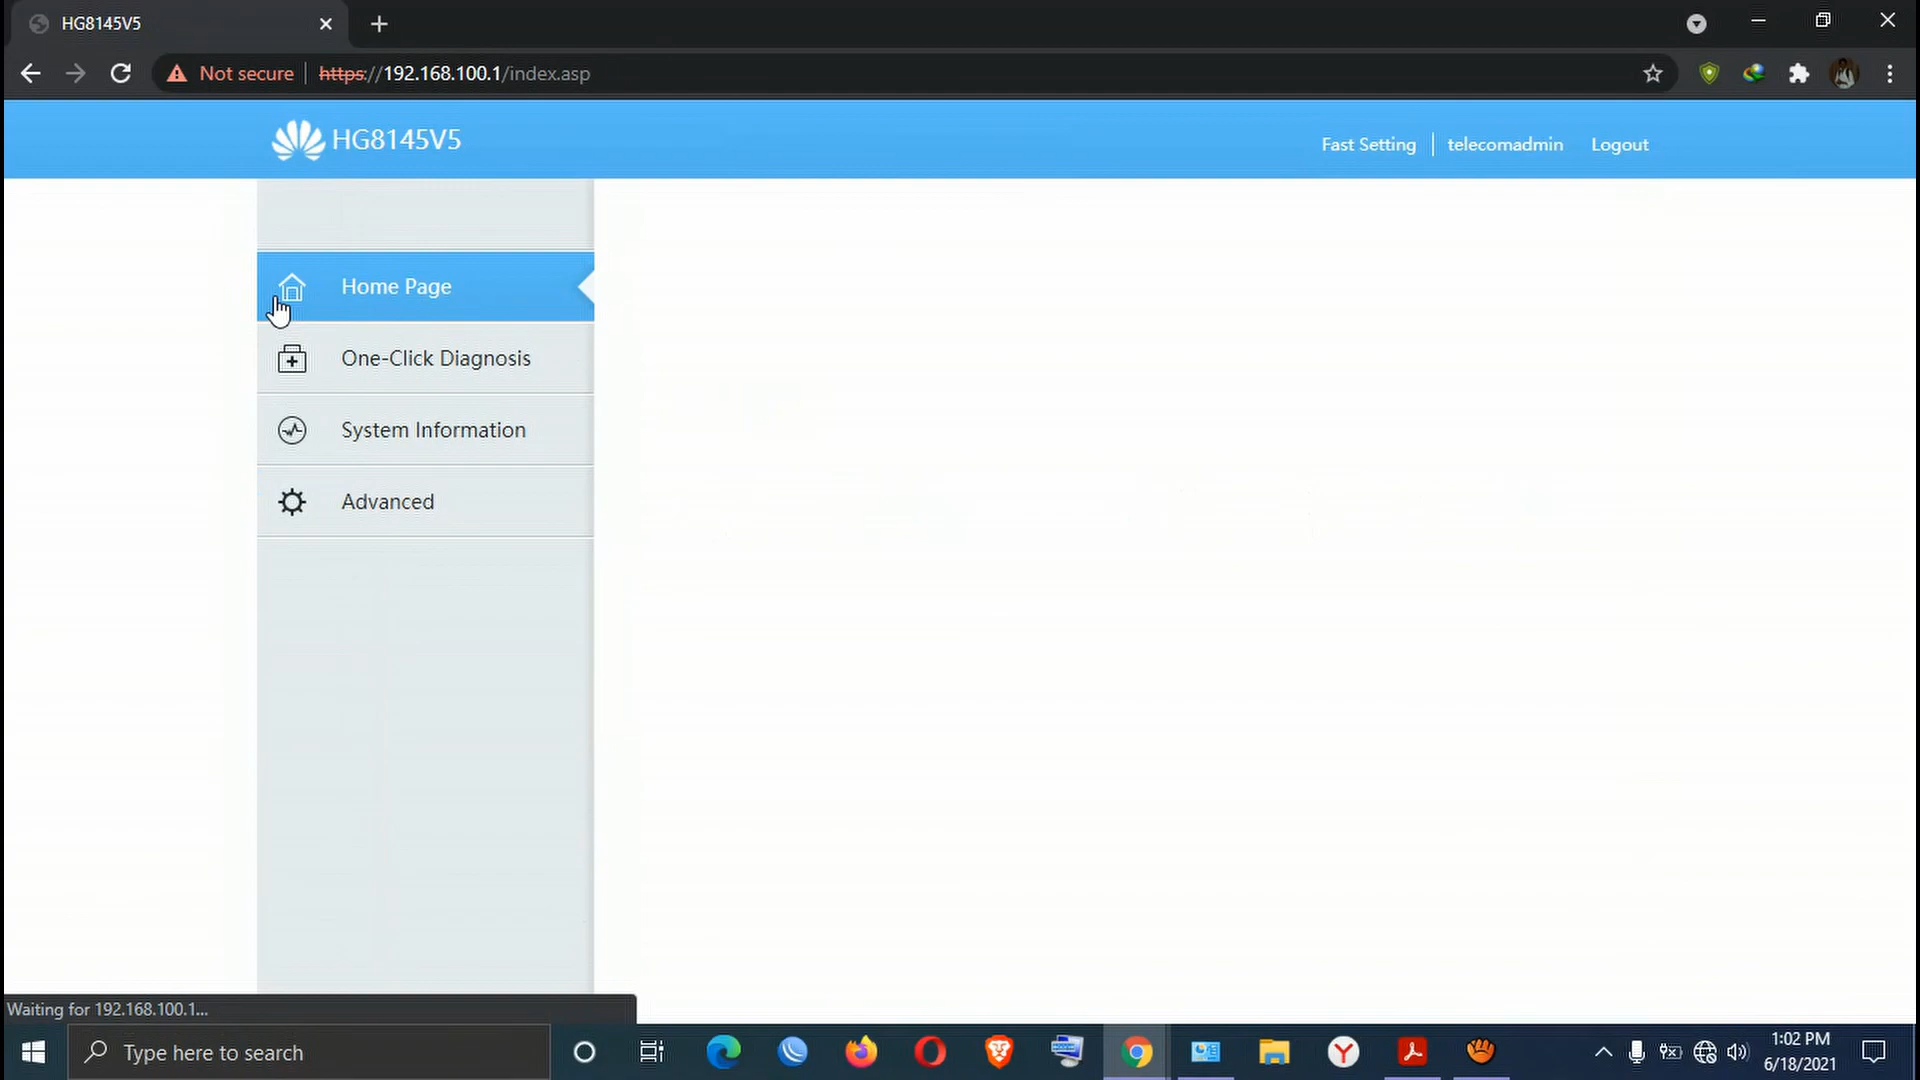 HG8145V5
Not secure
https://192.168.100.1/index.asp
HG8145V5
Fast Setting
telecomadmin
Logout
Home Page
One-Click Diagnosis
System Information
Advanced
Waiting for 192.168.100.1...
Type here to search
1:02 PM
6/18/2021